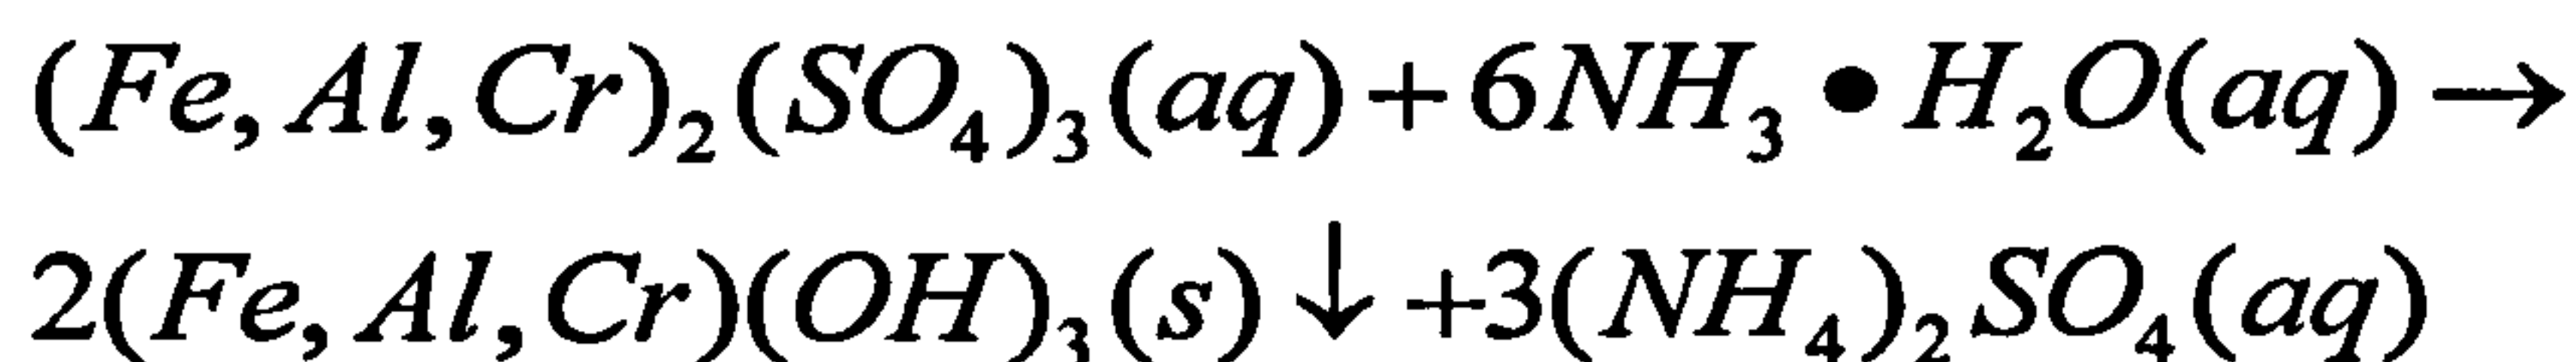 (Fe, Al, Cr)₂(SO₄)₃(aq) + 6NH₃ • H₂O(aq) →
2(Fe, Al, Cr)(OH)₃(s) ↓ +3(NH₄)₂SO₄(aq)